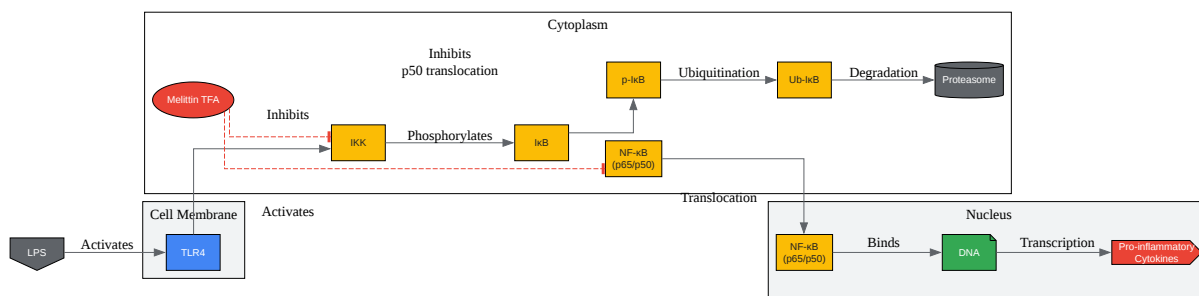 Cytoplasm
Inhibits
p50 translocation
p-IκB
Ubiquitination
Ub-IκB
Degradation
Proteasome
Melittin TFA
Inhibits
IKK
Phosphorylates
IκB
NF-κB
(p65/p50)
Translocation
Cell Membrane
Activates
Nucleus
LPS
Activates
TLR4
NF-κB
(p65/p50)
Binds
DNA
Transcription
Pro-inflammatory
Cytokines